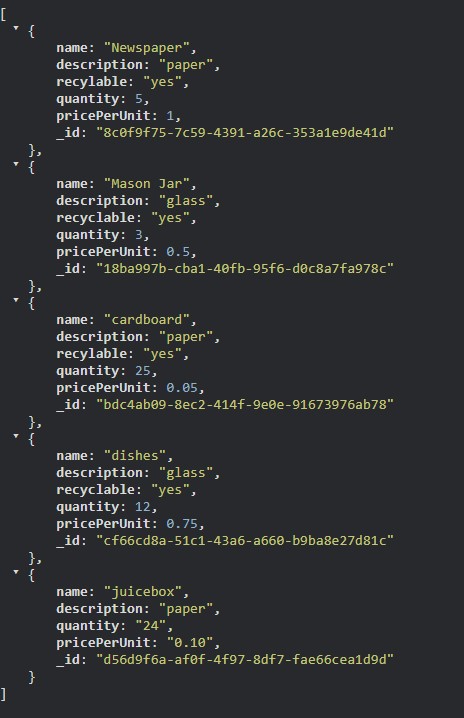 [
{
name: "Newspaper",
description: "paper",
recylable: "yes",
quantity: 5,
pricePerUnit: 1,
_id: "8c0f9f75-7c59-4391-a26c-353a1e9de41d"
},
{
name: "Mason Jar",
description: "glass",
recyclable: "yes",
quantity: 3,
pricePerUnit: 0.5,
_id: "18ba997b-cba1-40fb-95f6-d0c8a7fa978c"
},
{
name: "cardboard",
description: "paper",
recylable: "yes",
quantity: 25,
pricePerUnit: 0.05,
_id: "bdc4ab09-8ec2-414f-9e0e-91673976ab78"
},
{
name: "dishes",
description: "glass",
recyclable: "yes",
quantity: 12,
pricePerUnit: 0.75,
_id: "cf66cd8a-51c1-43a6-a660-b9ba8e27d81c"
},
{
name: "juicebox",
description: "paper",
quantity: "24",
pricePerUnit: "0.10",
_id: "d56d9f6a-af0f-4f97-8df7-fae66cea1d9d"
}
]